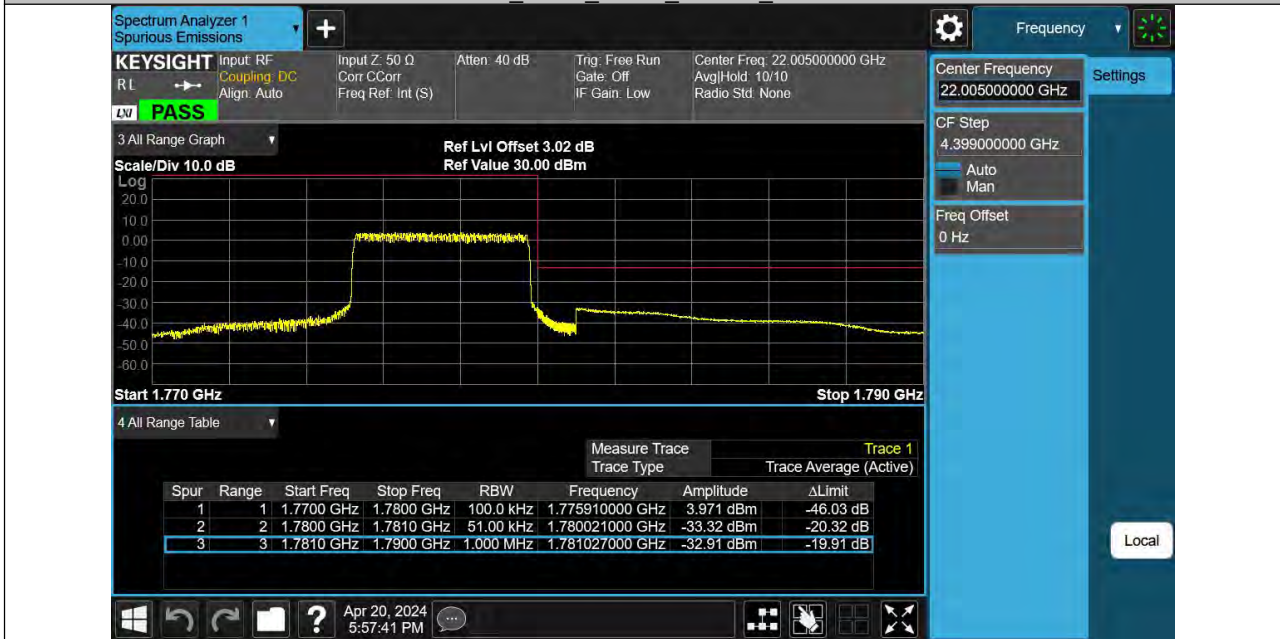 Spectrum Analyzer 1
Spurious Emissions
Frequency
KEYSIGHT
R L
LXI
PASS
Input: RF
Coupling: DC
Align: Auto
Input Z: 50 Ω
Corr CCorr
Freq Ref: Int (S)
Atten: 40 dB
Trig: Free Run
Gate: Off
IF Gain: Low
Center Freq: 22.005000000 GHz
Avg|Hold: 10/10
Radio Std: None
Center Frequency
22.005000000 GHz
Settings
CF Step
4.399000000 GHz
Auto
Man
Freq Offset
0 Hz
3 All Range Graph
Ref Lvl Offset 3.02 dB
Scale/Div 10.0 dB Ref Value 30.00 dBm
Log
20.0
10.0
0.00
-10.0
-20.0
-30.0
-40.0
-50.0
-60.0
Start 1.770 GHz Stop 1.790 GHz
4 All Range Table
Measure Trace Trace 1
Trace Type Trace Average (Active)
Spur Range Start Freq Stop Freq RBW Frequency Amplitude ΔLimit
1 1 1.7700 GHz 1.7800 GHz 100.0 kHz 1.775910000 GHz 3.971 dBm -46.03 dB
2 2 1.7800 GHz 1.7810 GHz 51.00 kHz 1.780021000 GHz -33.32 dBm -20.32 dB
3 3 1.7810 GHz 1.7900 GHz 1.000 MHz 1.781027000 GHz -32.91 dBm -19.91 dB
Local
Apr 20, 2024
5:57:41 PM